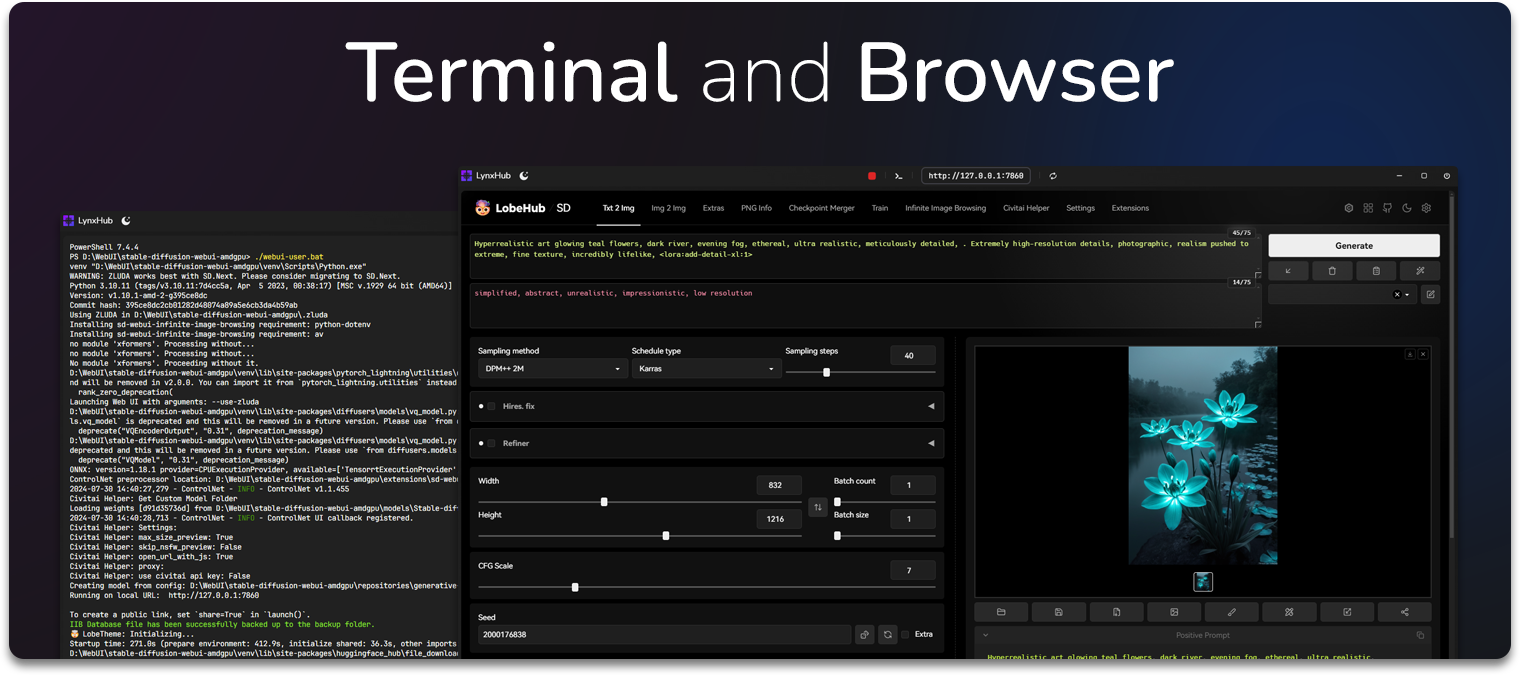 Terminal and Browser
LynxHub
PowerShell 7.4.4
PS D:\WebUI\stable-diffusion-webui-amdgpu> ./webui-user.bat
venv "D:\WebUI\stable-diffusion-webui-amdgpu\venv\Scripts\Python.exe"
WARNING: ZLUDA works best with SD.Next. Please consider migrating to SD.Next.
Python 3.10.11 (tags/v3.10.11:7d4cc5a, Apr  5 2023, 00:38:17) [MSC v.1929 64 bit (AMD64)]
Version: v1.10.1-amd-2-g395ce8dc
Commit hash: 395ce8dc2cb01282d48074a89a5e6cb3da4b59ab
Using ZLUDA in D:\WebUI\stable-diffusion-webui-amdgpu\.zluda
Installing sd-webui-infinite-image-browsing requirement: python-dotenv
Installing sd-webui-infinite-image-browsing requirement: av
no module 'xformers'. Processing without...
no module 'xformers'. Processing without...
No module 'xformers'. Proceeding without it.
D:\WebUI\stable-diffusion-webui-amdgpu\venv\lib\site-packages\pytorch_lightning\utilities\
nd will be removed in v2.0.0. You can import it from `pytorch_lightning.utilities` instead
rank_zero_deprecation(
Launching Web UI with arguments: --use-zluda
D:\WebUI\stable-diffusion-webui-amdgpu\venv\lib\site-packages\diffusers\models\vq_model.py
ls.vq_model` is deprecated and this will be removed in a future version. Please use `from
deprecate("VQEncoderOutput", "0.31", deprecation_message)
D:\WebUI\stable-diffusion-webui-amdgpu\venv\lib\site-packages\diffusers\models\vq_model.py
deprecated and this will be removed in a future version. Please use `from diffusers.models
deprecate("VQModel", "0.31", deprecation_message)
ONNX: version=1.18.1 provider=CPUExecutionProvider, available=['TensorrtExecutionProvider'
ControlNet preprocessor location: D:\WebUI\stable-diffusion-webui-amdgpu\extensions\sd-webu
2024-07-30 14:40:27,279 - ControlNet - INFO - ControlNet v1.1.455
Civitai Helper: Get Custom Model Folder
Loading weights [d91d35736d] from D:\WebUI\stable-diffusion-webui-amdgpu\models\Stable-diff
2024-07-30 14:40:28,713 - ControlNet - INFO - ControlNet UI callback registered.
Civitai Helper: Settings:
Civitai Helper: max_size_preview: True
Civitai Helper: skip_nsfw_preview: False
Civitai Helper: open_url_with_js: True
Civitai Helper: proxy:
Civitai Helper: use civitai api key: False
Creating model from config: D:\WebUI\stable-diffusion-webui-amdgpu\repositories\generative
Running on local URL:  http://127.0.0.1:7860
To create a public link, set `share=True` in `launch()`.
IIB Database file has been successfully backed up to the backup folder.
LobeTheme: Initializing...
Startup time: 271.0s (prepare environment: 412.9s, initialize shared: 36.3s, other imports
D:\WebUI\stable-diffusion-webui-amdgpu\venv\lib\site-packages\huggingface_hub\file_downloa
LynxHub
http://127.0.0.1:7860
LobeHub SD Txt 2 Img Img 2 Img Extras PNG Info Checkpoint Merger Train Infinite Image Browsing Civitai Helper Settings Extensions
45/75
Hyperrealistic art glowing teal flowers, dark river, evening fog, ethereal, ultra realistic, meticulously detailed, . Extremely high-resolution details, photographic, realism pushed to
extreme, fine texture, incredibly lifelike, <lora:add-detail-xl:1>
Generate
14/75
simplified, abstract, unrealistic, impressionistic, low resolution
Sampling method Schedule type Sampling steps 40
DPM++ 2M Karras
Hires. fix
Refiner
Width 832 Batch count 1
Height 1216 Batch size 1
CFG Scale 7
Seed
2000176838 Extra
Positive Prompt
Hyperrealistic art glowing teal flowers, dark river, evening fog, ethereal, ultra realistic,